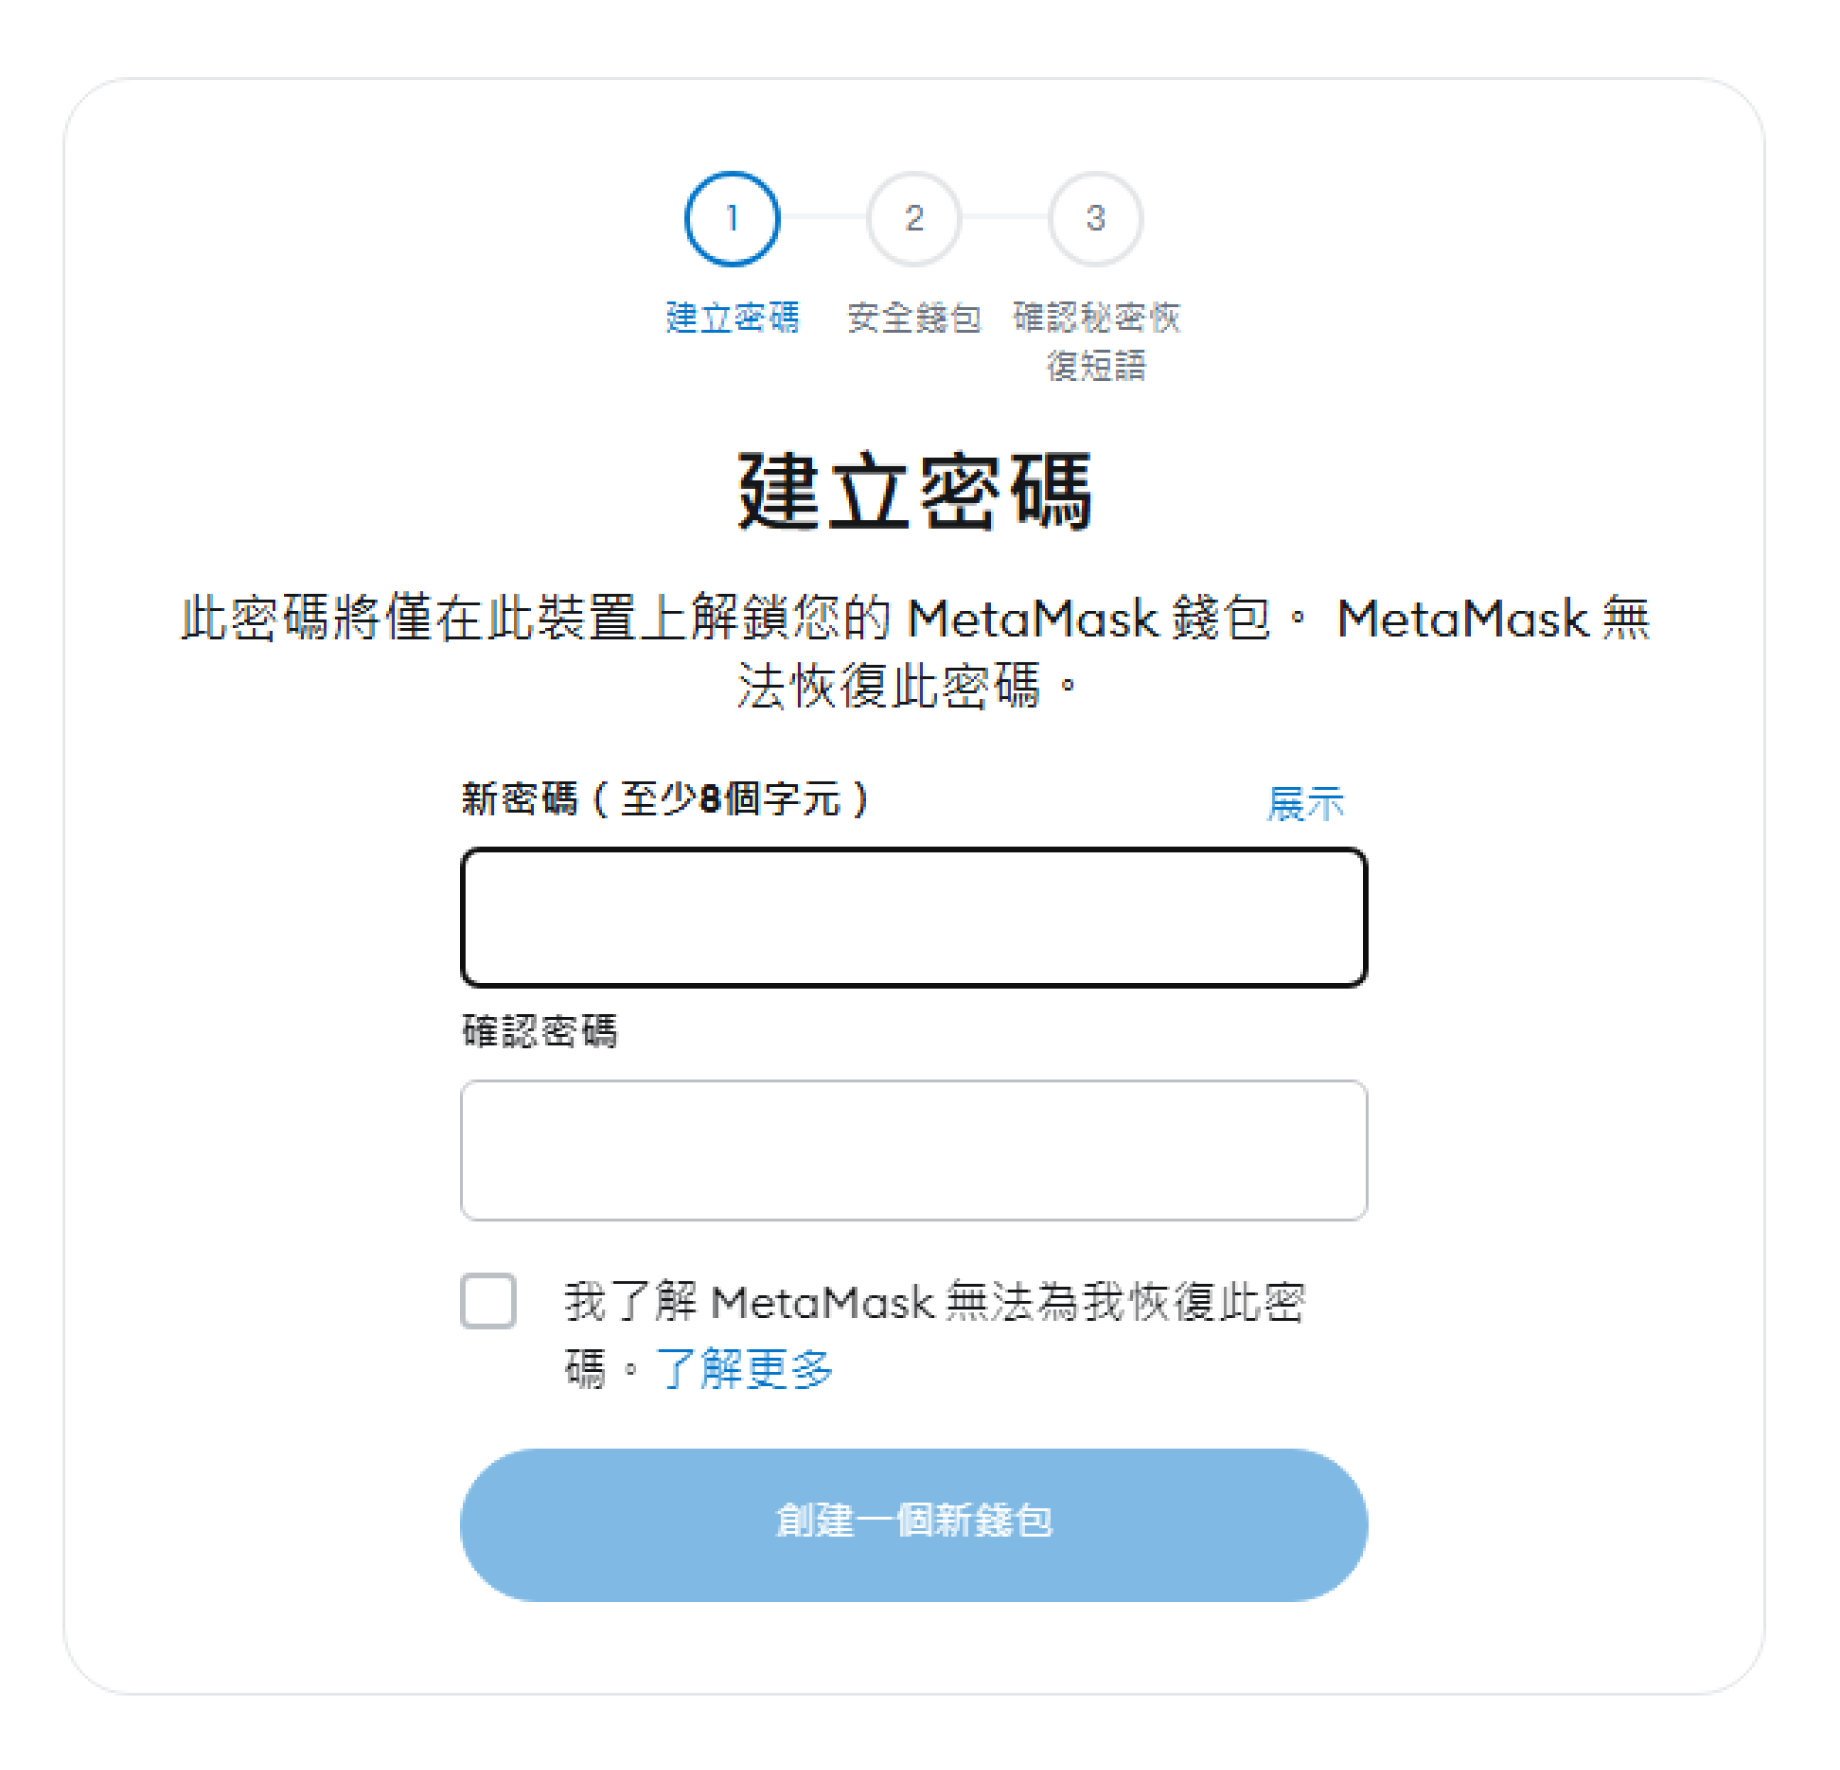 1 2 3
建立密碼 安全錢包 確認秘密恢
復短語
建立密碼
此密碼將僅在此裝置上解鎖您的 MetaMask 錢包。 MetaMask 無
法恢復此密碼。
新密碼（至少8個字元） 展示
確認密碼
我了解 MetaMask 無法為我恢復此密
碼。了解更多
創建一個新錢包